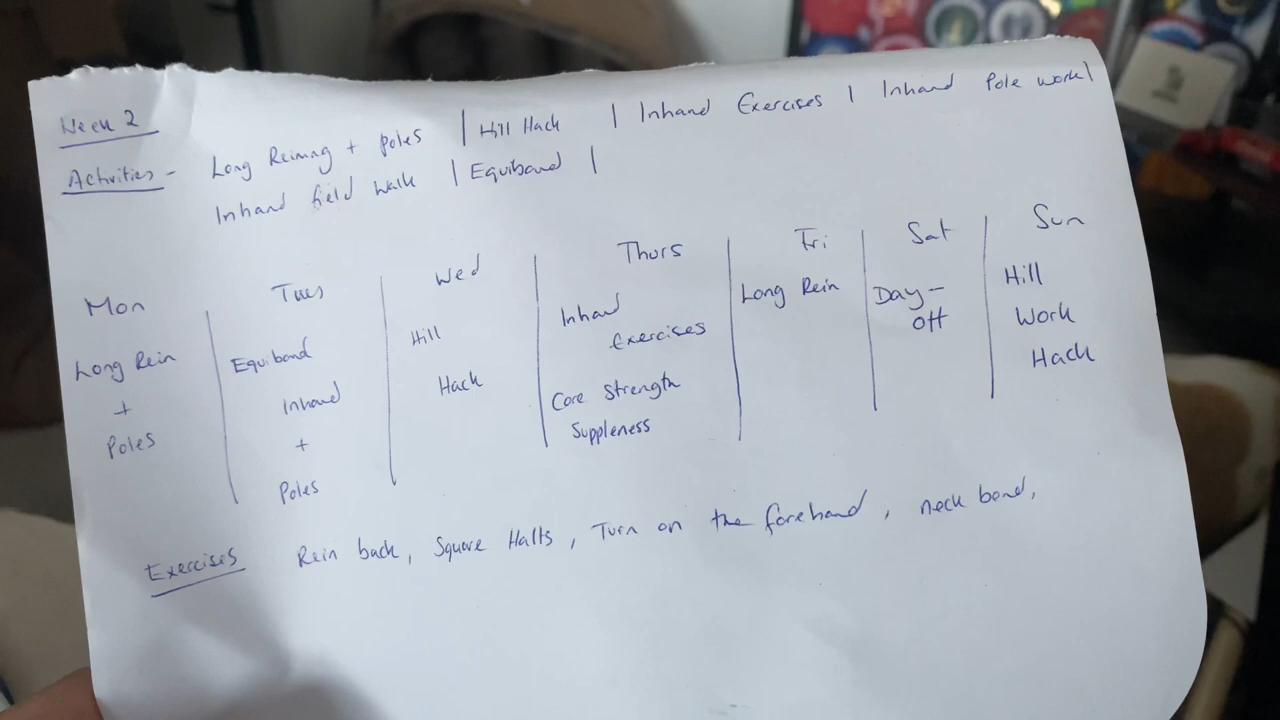 Week 2
Activities - Long Reining + Poles | Hill Hack | Inhand Exercises | Inhand Pole work |
Inhand field walk | Equiband |
Mon Tues Wed Thurs Fri Sat Sun
Long Rein + Poles
Equiband Inhand + Poles
Hill Hack
Inhand Exercises Core Strength Suppleness
Long Rein
Day - Off
Hill Work Hack
Exercises Rein back, Square Halts, Turn on the forehand, neck bend,